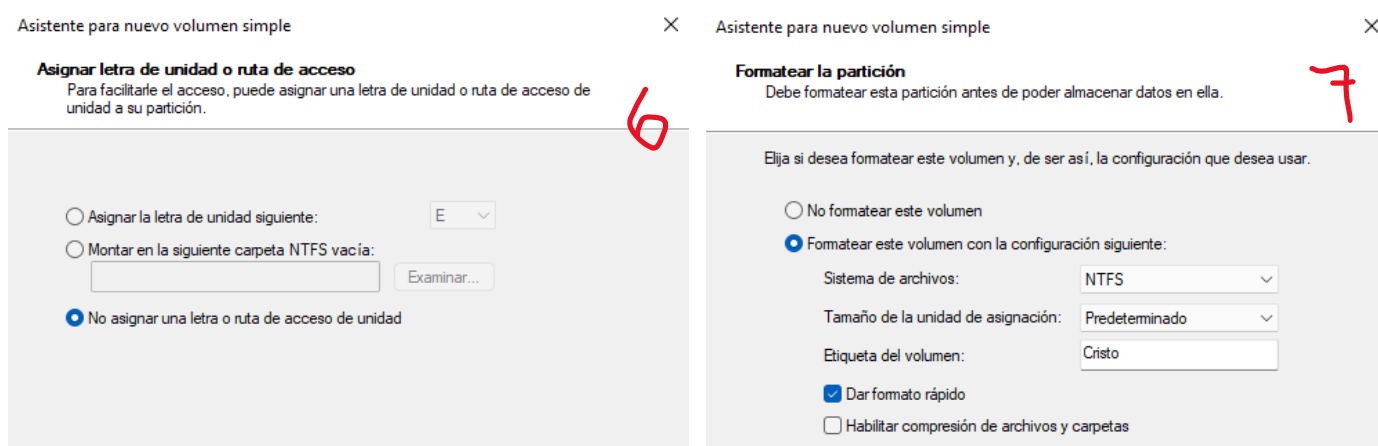 Asistente para nuevo volumen simple
Asignar letra de unidad o ruta de acceso
Para facilitarle el acceso, puede asignar una letra de unidad o ruta de acceso de
unidad a su partición.
6
Asignar la letra de unidad siguiente:
E
Montar en la siguiente carpeta NTFS vacía:
Examinar...
No asignar una letra o ruta de acceso de unidad
Asistente para nuevo volumen simple
Formatear la partición
Debe formatear esta partición antes de poder almacenar datos en ella.
7
Elija si desea formatear este volumen y, de ser así, la configuración que desea usar.
No formatear este volumen
Formatear este volumen con la configuración siguiente:
Sistema de archivos: NTFS
Tamaño de la unidad de asignación: Predeterminado
Etiqueta del volumen: Cristo
Dar formato rápido
Habilitar compresión de archivos y carpetas